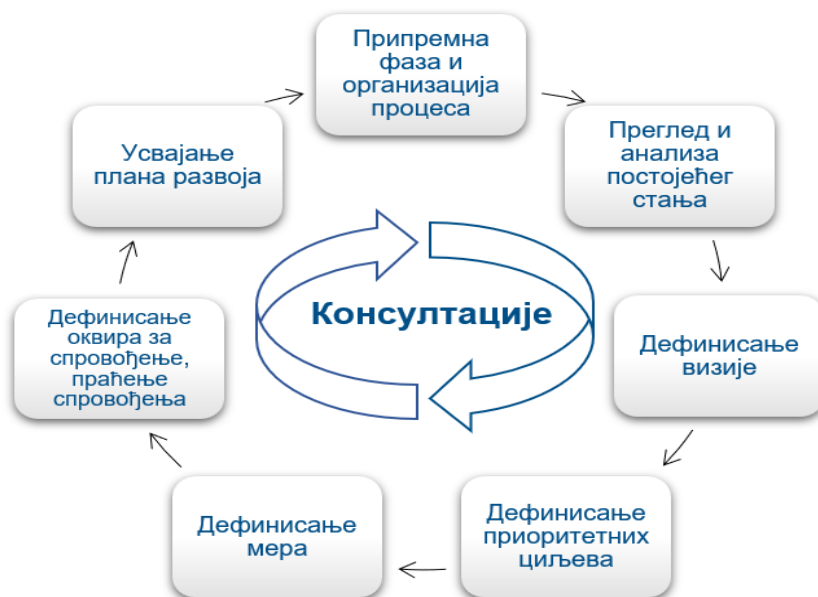 Припремна
фаза и
организација
процеса
Преглед и
анализа
постојећег
стања
Дефинисање
визије
Дефинисање
приоритетних
циљева
Дефинисање
мера
Дефинисање
оквира за
спровођење,
праћење
спровођења
Усвајање
плана развоја
Консултације